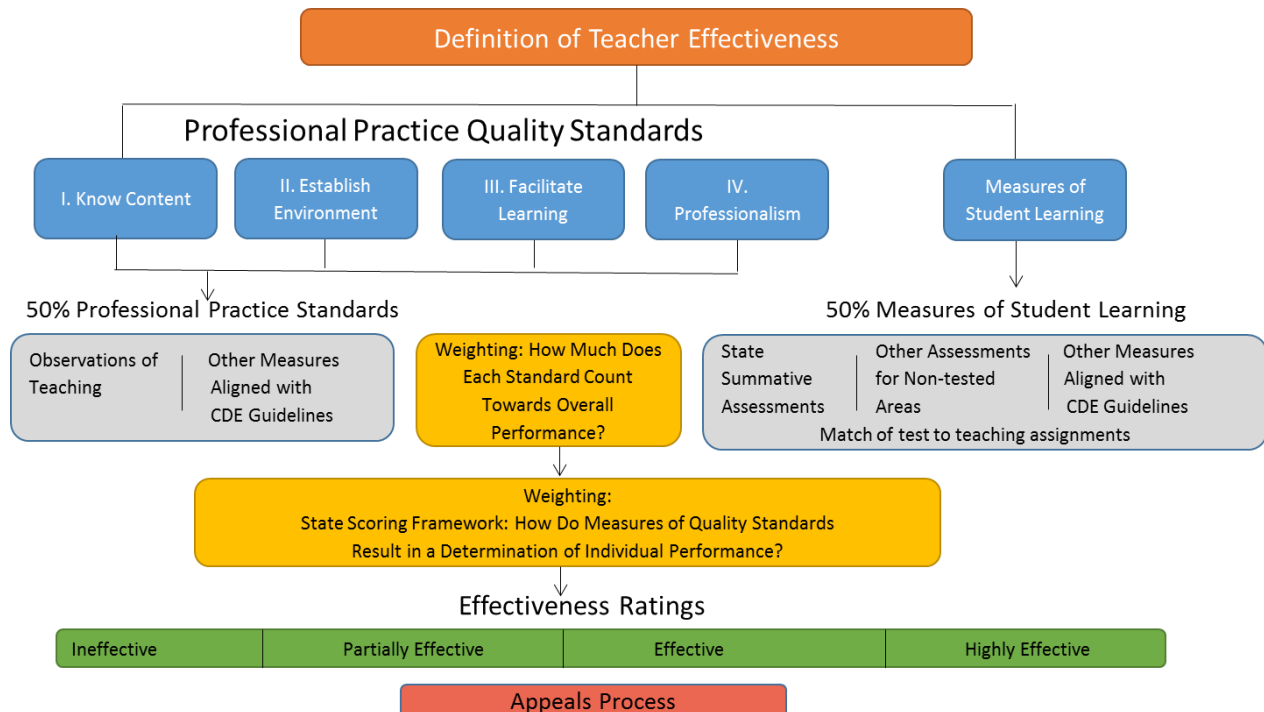 Definition of Teacher Effectiveness
Professional Practice Quality Standards
I. Know Content
II. Establish
Environment
III. Facilitate
Learning
IV.
Professionalism
Measures of
Student Learning
50% Professional Practice Standards
50% Measures of Student Learning
Observations of
Teaching
Other Measures
Aligned with
CDE Guidelines
Weighting: How Much Does
Each Standard Count
Towards Overall
Performance?
State
Summative
Assessments
Other Assessments
for Non-tested
Areas
Other Measures
Aligned with
CDE Guidelines
Match of test to teaching assignments
Weighting:
State Scoring Framework: How Do Measures of Quality Standards
Result in a Determination of Individual Performance?
Effectiveness Ratings
Ineffective
Partially Effective
Effective
Highly Effective
Appeals Process